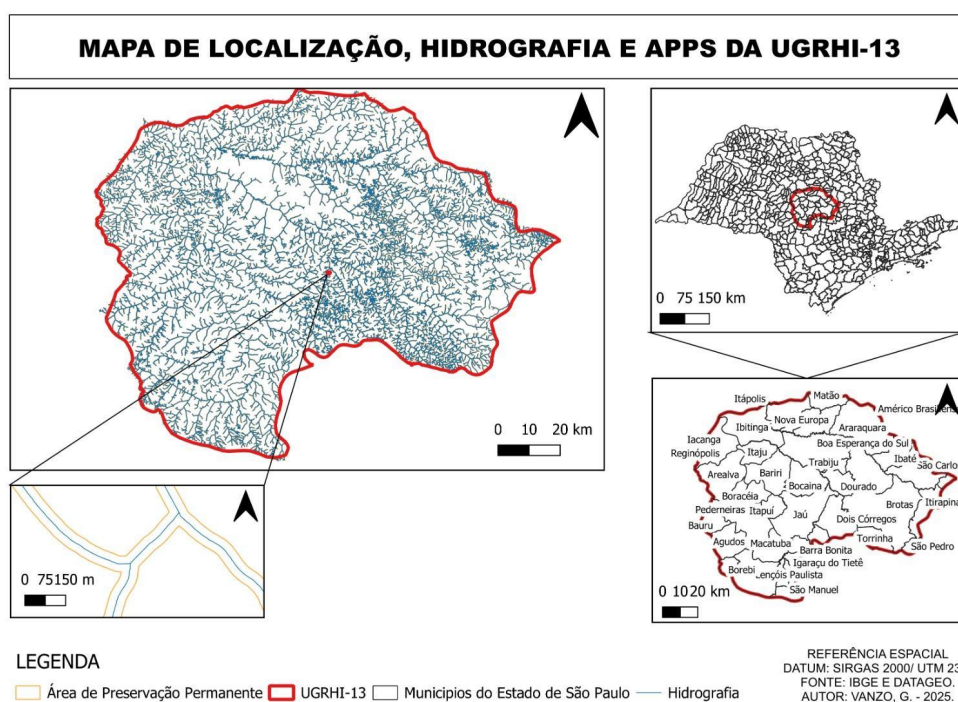 MAPA DE LOCALIZAÇÃO, HIDROGRAFIA E APPS DA UGRHI-13
0 10 20 km
0 75 150 km
0 75150 m
Itápolis
Matão
Américo Brasiliens
Nova Europa
Ibitinga
Araraquara
Iacanga
Boa Esperança do Sul
Reginópolis
Itaju
Ibaté
Trabiju
São Carlos
Arealva
Bariri
Bocaina
Dourado
Boracéia
Brotas
Itirapina
Pederneiras
Itapuí
Jaú
Bauru
Dois Córregos
Agudos
Macatuba
Torrinha
Barra Bonita
São Pedro
Igaraçu do Tietê
Borebi
ençóis Paulista
São Manuel
0 1020 km
LEGENDA
Área de Preservação Permanente
UGRHI-13
Municipios do Estado de São Paulo
Hidrografia
REFERÊNCIA ESPACIAL
DATUM: SIRGAS 2000/ UTM 23
FONTE: IBGE E DATAGEO.
AUTOR: VANZO, G. - 2025.